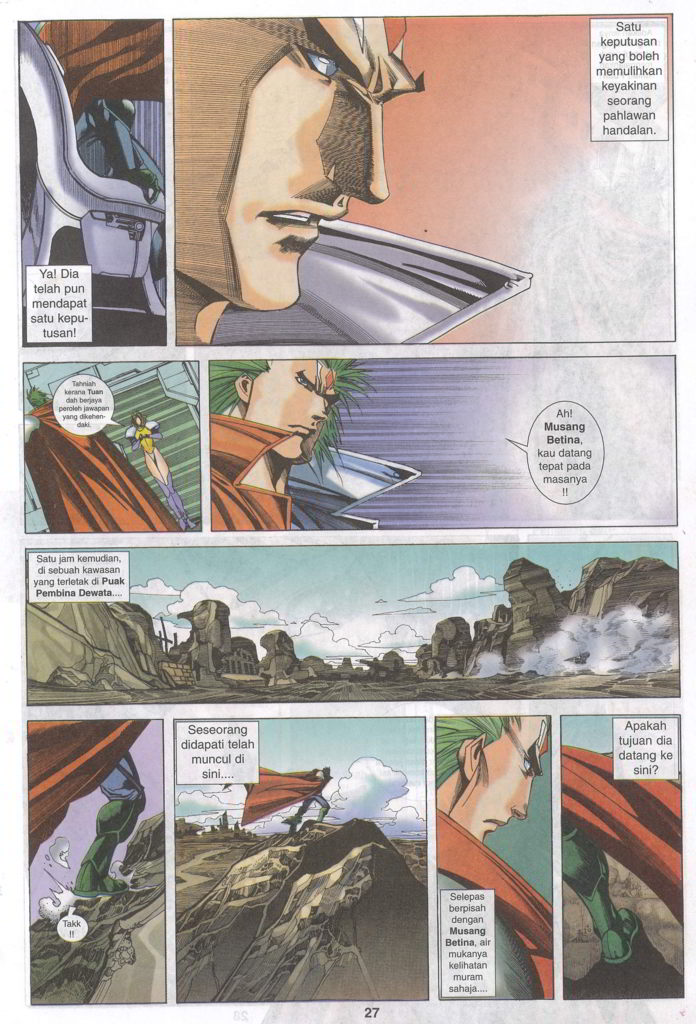 Ya! Dia
telah pun
mendapat
satu kepu-
tusan!
Satu
keputusan
yang boleh
memulihkan
keyakinan
seorang
pahlawan
handalan.
Tahniah
kerana Tuan
dah berjaya
peroleh jawapan
yang dikehen-
daki.
Ah!
Musang
Betina,
kau datang
tepat pada
masanya
!!
Satu jam kemudian,
di sebuah kawasan
yang terletak di Puak
Pembina Dewata....
Takk
!!
Seseorang
didapati telah
muncul di
sini....
Selepas
berpisah
dengan
Musang
Betina, air
mukanya
kelihatan
muram
sahaja....
Apakah
tujuan dia
datang ke
sini?
27